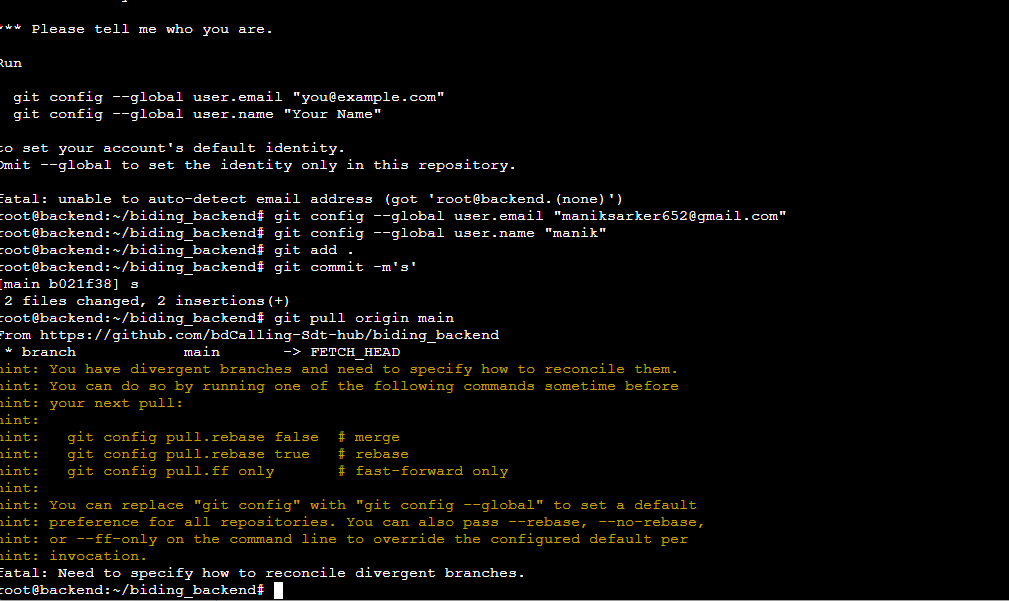 *** Please tell me who you are.
Run
git config --global user.email "you@example.com"
git config --global user.name "Your Name"
to set your account's default identity.
Omit --global to set the identity only in this repository.
fatal: unable to auto-detect email address (got 'root@backend.(none)')
root@backend:~/biding_backend# git config --global user.email "maniksarker652@gmail.com"
root@backend:~/biding_backend# git config --global user.name "manik"
root@backend:~/biding_backend# git add .
root@backend:~/biding_backend# git commit -m's'
[main b021f38] s
2 files changed, 2 insertions(+)
root@backend:~/biding_backend# git pull origin main
From https://github.com/bdCalling-Sdt-hub/biding_backend
* branch            main       -> FETCH_HEAD
hint: You have divergent branches and need to specify how to reconcile them.
hint: You can do so by running one of the following commands sometime before
hint: your next pull:
hint:
hint:   git config pull.rebase false  # merge
hint:   git config pull.rebase true   # rebase
hint:   git config pull.ff only       # fast-forward only
hint:
hint: You can replace "git config" with "git config --global" to set a default
hint: preference for all repositories. You can also pass --rebase, --no-rebase,
hint: or --ff-only on the command line to override the configured default per
hint: invocation.
fatal: Need to specify how to reconcile divergent branches.
root@backend:~/biding_backend#